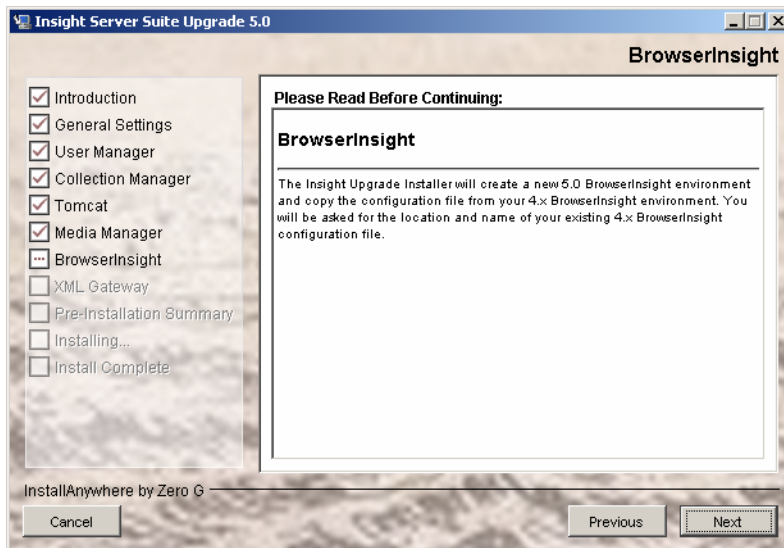 Insight Server Suite Upgrade 5.0
BrowserInsight
Introduction
General Settings
User Manager
Collection Manager
Tomcat
Media Manager
BrowserInsight
XML Gateway
Pre-Installation Summary
Installing...
Install Complete
Please Read Before Continuing:
BrowserInsight
The Insight Upgrade Installer will create a new 5.0 BrowserInsight environment
and copy the configuration file from your 4.x BrowserInsight environment. You
will be asked for the location and name of your existing 4.x BrowserInsight
configuration file.
InstallAnywhere by Zero G
Cancel
Previous
Next